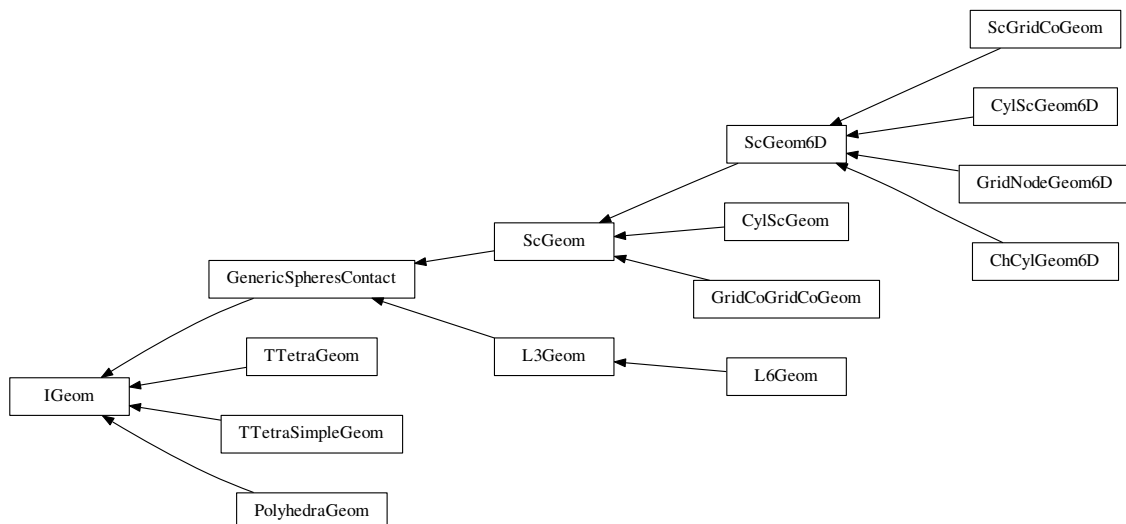 ScGridCoGeom
CylScGeom6D
ScGeom6D
GridNodeGeom6D
CylScGeom
ScGeom
ChCylGeom6D
GenericSpheresContact
GridCoGridCoGeom
TTetraGeom
L3Geom
L6Geom
IGeom
TTetraSimpleGeom
PolyhedraGeom